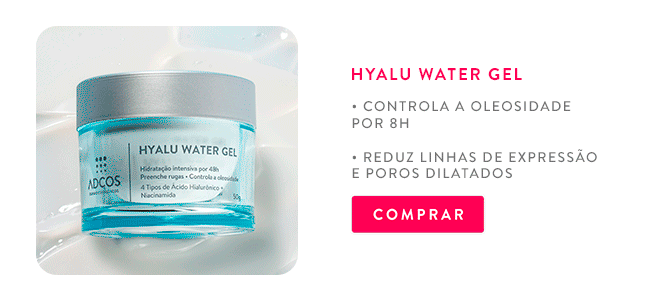 HYALU WATER GEL
Hidratação intensiva por 48h
Preenche rugas • Controla a oleosidade
4 Tipos de Ácido Hialurônico +
Niacinamida
ADCOS
50g
HYALU WATER GEL
• CONTROLA A OLEOSIDADE
POR 8H
• REDUZ LINHAS DE EXPRESSÃO
E POROS DILATADOS
COMPRAR